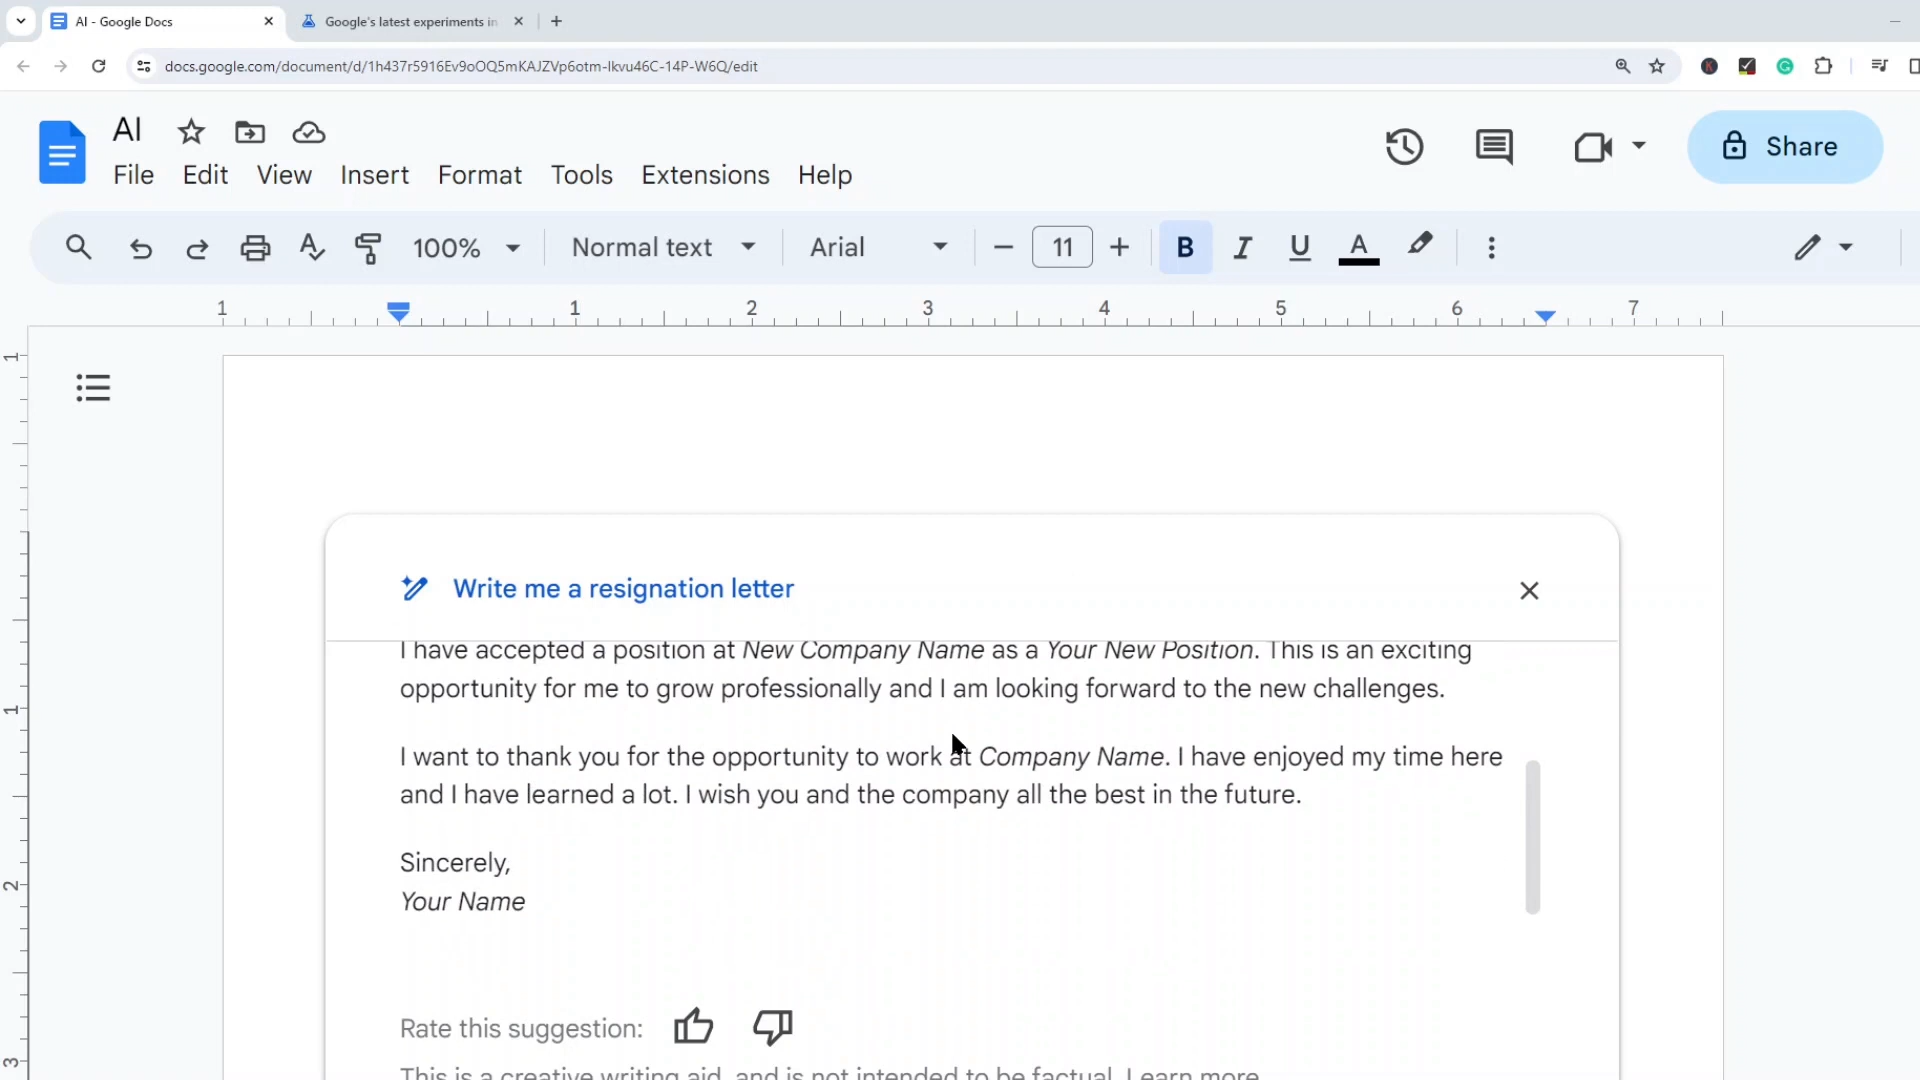 AI - Google Docs
Google's latest experiments in
docs.google.com/document/d/1h437r5916Ev9oOQ5mKAJZVp6otm-Ikvu46C-14P-W6Q/edit
AI
File Edit View Insert Format Tools Extensions Help
Share
100% Normal text Arial 11 B I U A
1 1 2 3 4 5 6 7
1
Write me a resignation letter
I have accepted a position at New Company Name as a Your New Position. This is an exciting
opportunity for me to grow professionally and I am looking forward to the new challenges.
1
I want to thank you for the opportunity to work at Company Name. I have enjoyed my time here
and I have learned a lot. I wish you and the company all the best in the future.
Sincerely,
2
Your Name
Rate this suggestion:
3
This is a creative writing aid, and is not intended to be factual. Learn more